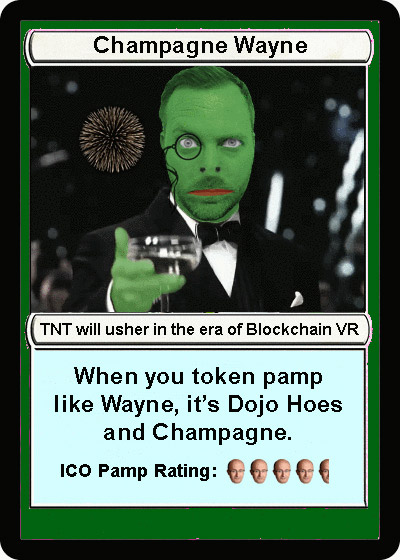 Champagne Wayne
TNT will usher in the era of Blockchain VR
When you token pamp
like Wayne, it's Dojo Hoes
and Champagne.
ICO Pamp Rating: